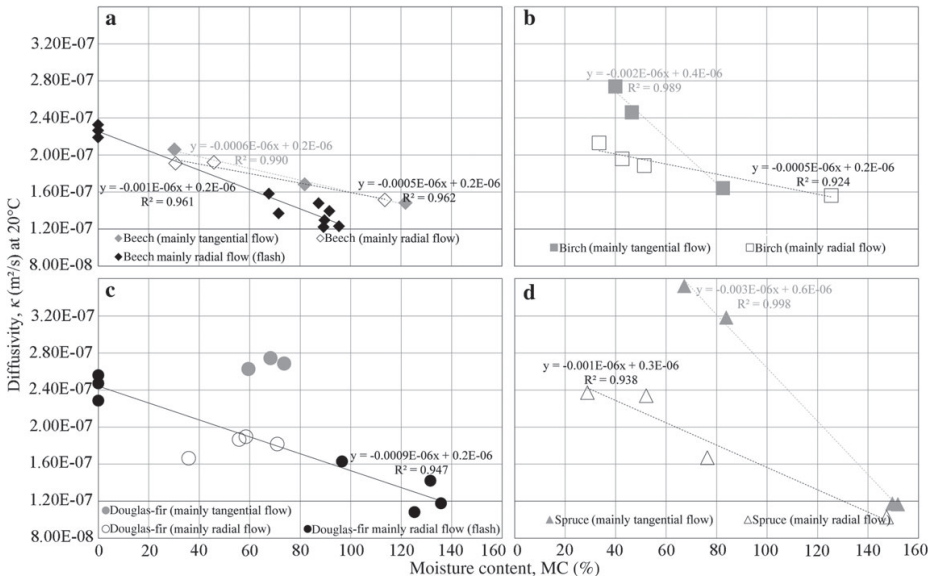 a
3.20E-07
2.80E-07
2.40E-07
2.00E-07
1.60E-07
1.20E-07
8.00E-08
y = -0.0006E-06x + 0.2E-06
R² = 0.990
y = -0.001E-06x + 0.2E-06
R² = 0.961
y = -0.0005E-06x + 0.2E-06
R² = 0.962
Beech (mainly tangential flow)
Beech (mainly radial flow)
Beech mainly radial flow (flash)
b
y = -0.002E-06x + 0.4E-06
R² = 0.989
y = -0.0005E-06x + 0.2E-06
R² = 0.924
Birch (mainly tangential flow)
Birch (mainly radial flow)
Diffusivity, κ (m²/s) at 20°C
c
3.20E-07
2.80E-07
2.40E-07
2.00E-07
1.60E-07
1.20E-07
8.00E-08
y = -0.0009E-06x + 0.2E-06
R² = 0.947
Douglas-fir (mainly tangential flow)
Douglas-fir (mainly radial flow)
Douglas-fir mainly radial flow (flash)
0 20 40 60 80 100 120 140 160
d
y = -0.003E-06x + 0.6E-06
R² = 0.998
y = -0.001E-06x + 0.3E-06
R² = 0.938
Spruce (mainly tangential flow)
Spruce (mainly radial flow)
20 40 60 80 100 120 140 160
Moisture content, MC (%)